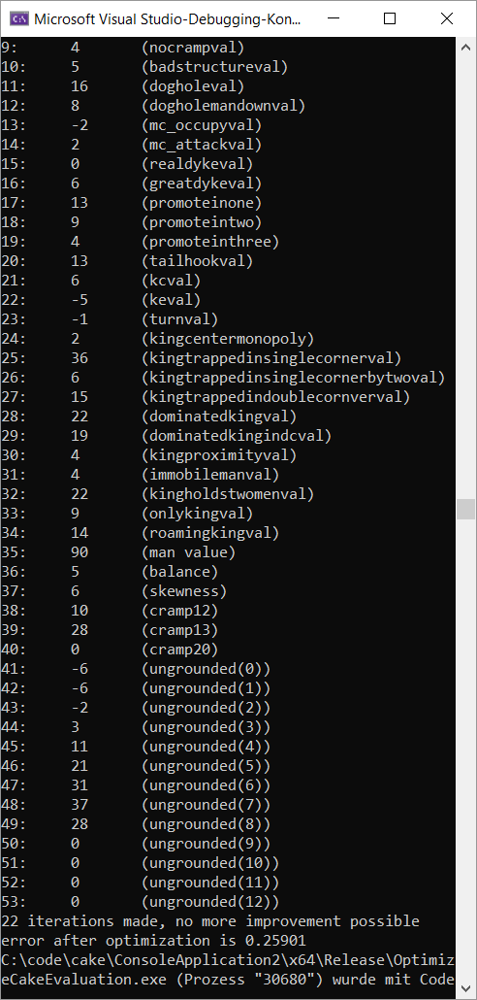 Microsoft Visual Studio-Debugging-Kon...
9: 4 (nocrampval)
10: 5 (badstructureval)
11: 16 (dogholeval)
12: 8 (dogholemandownval)
13: -2 (mc_occupyval)
14: 2 (mc_attackval)
15: 0 (realdykeval)
16: 6 (greatdykeval)
17: 13 (promoteinone)
18: 9 (promoteintwo)
19: 4 (promoteinthree)
20: 13 (tailhookval)
21: 6 (kcval)
22: -5 (keval)
23: -1 (turnval)
24: 2 (kingcentermonopoly)
25: 36 (kingtrappedinsinglecornerval)
26: 6 (kingtrappedinsinglecornerbytwoval)
27: 15 (kingtrappedindoublecornverval)
28: 22 (dominatedkingval)
29: 19 (dominatedkingindcval)
30: 4 (kingproximityval)
31: 4 (immobilemanval)
32: 22 (kingholdstwomenval)
33: 9 (onlykingval)
34: 14 (roamingkingval)
35: 90 (man value)
36: 5 (balance)
37: 6 (skewness)
38: 10 (cramp12)
39: 28 (cramp13)
40: 0 (cramp20)
41: -6 (ungrounded(0))
42: -6 (ungrounded(1))
43: -2 (ungrounded(2))
44: 3 (ungrounded(3))
45: 11 (ungrounded(4))
46: 21 (ungrounded(5))
47: 31 (ungrounded(6))
48: 37 (ungrounded(7))
49: 28 (ungrounded(8))
50: 0 (ungrounded(9))
51: 0 (ungrounded(10))
52: 0 (ungrounded(11))
53: 0 (ungrounded(12))
22 iterations made, no more improvement possible
error after optimization is 0.25901
C:\code\cake\ConsoleApplication2\x64\Release\Optimiz
eCakeEvaluation.exe (Prozess "30680") wurde mit Code